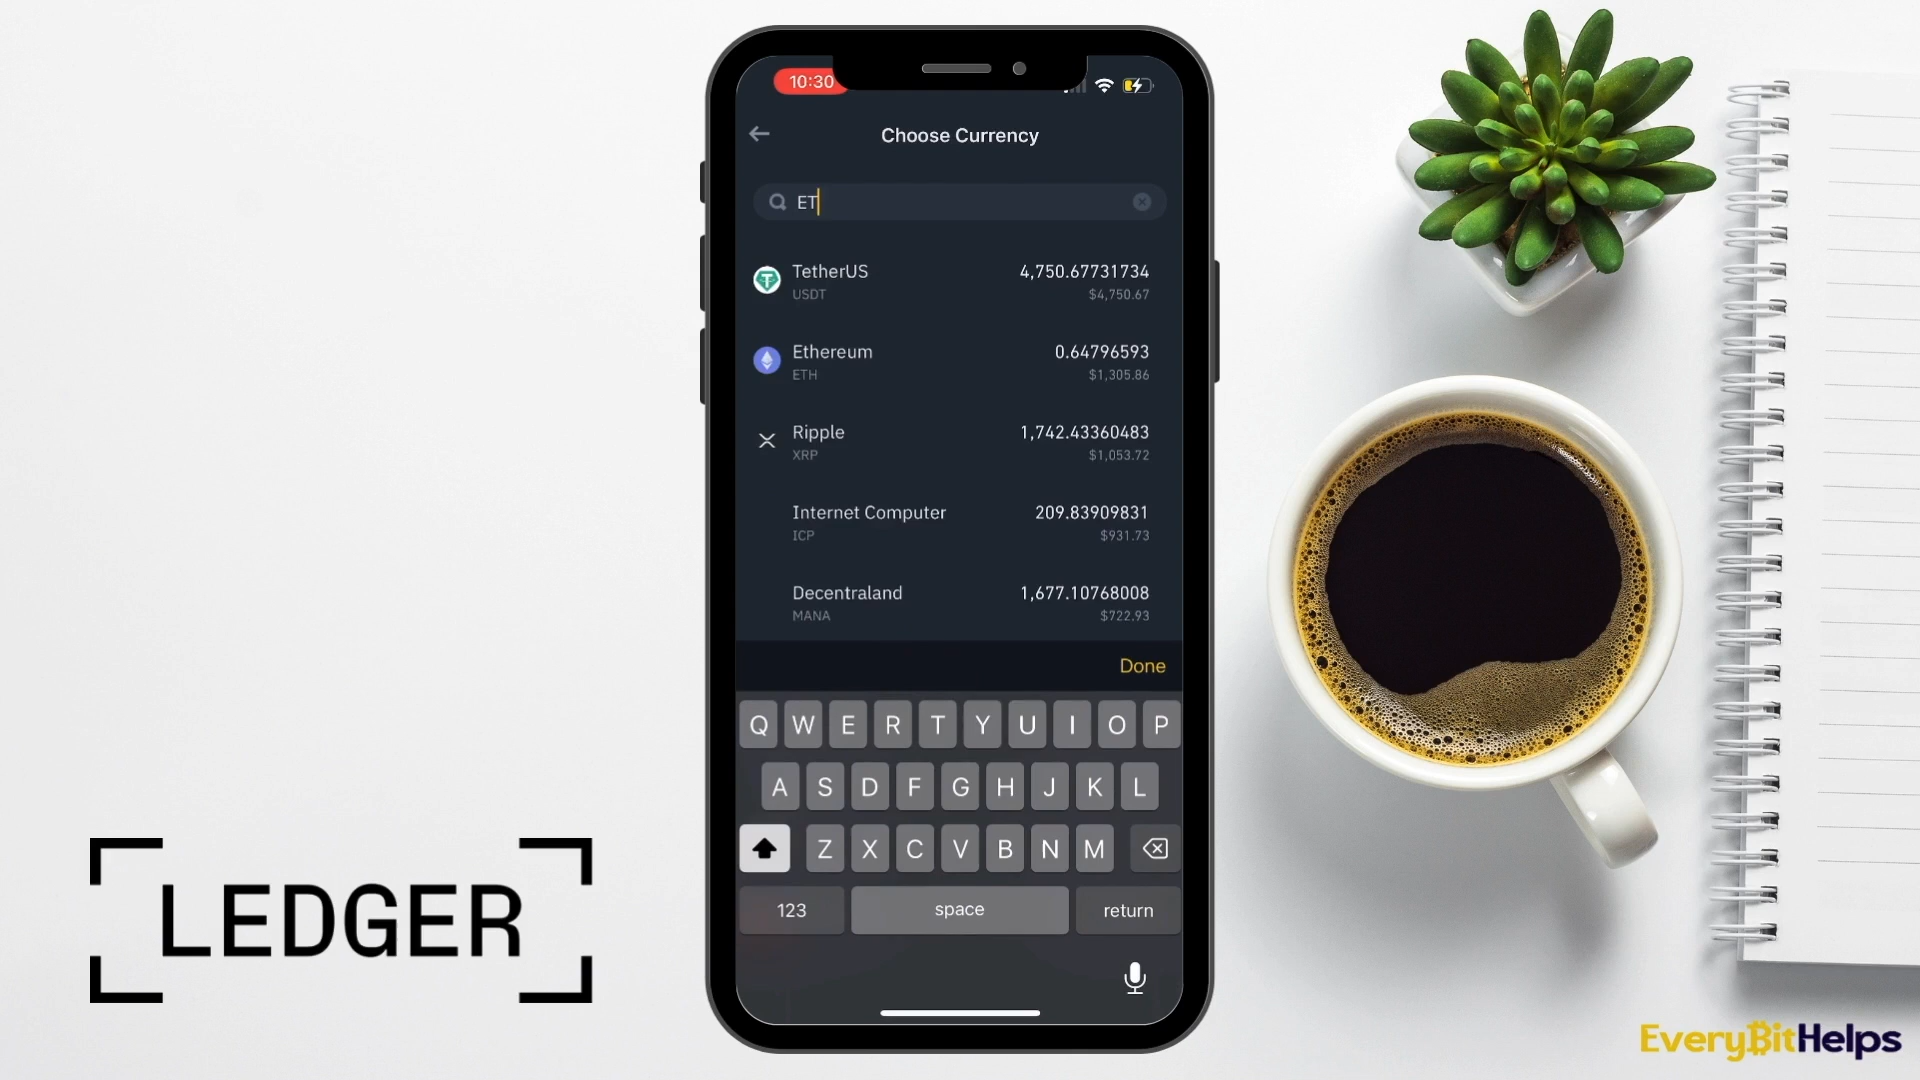 10:30
Choose Currency
ET
TetherUS 4,750.67731734
USDT $4,750.67
Ethereum 0.64796593
ETH $1,305.86
Ripple 1,742.43360483
XRP $1,053.72
Internet Computer 209.83909831
ICP $931.73
Decentraland 1,677.10768008
MANA $722.93
Done
Q W E R T Y U I O P
A S D F G H J K L
Z X C V B N M
123 space return
LEDGER
EveryBitHelps